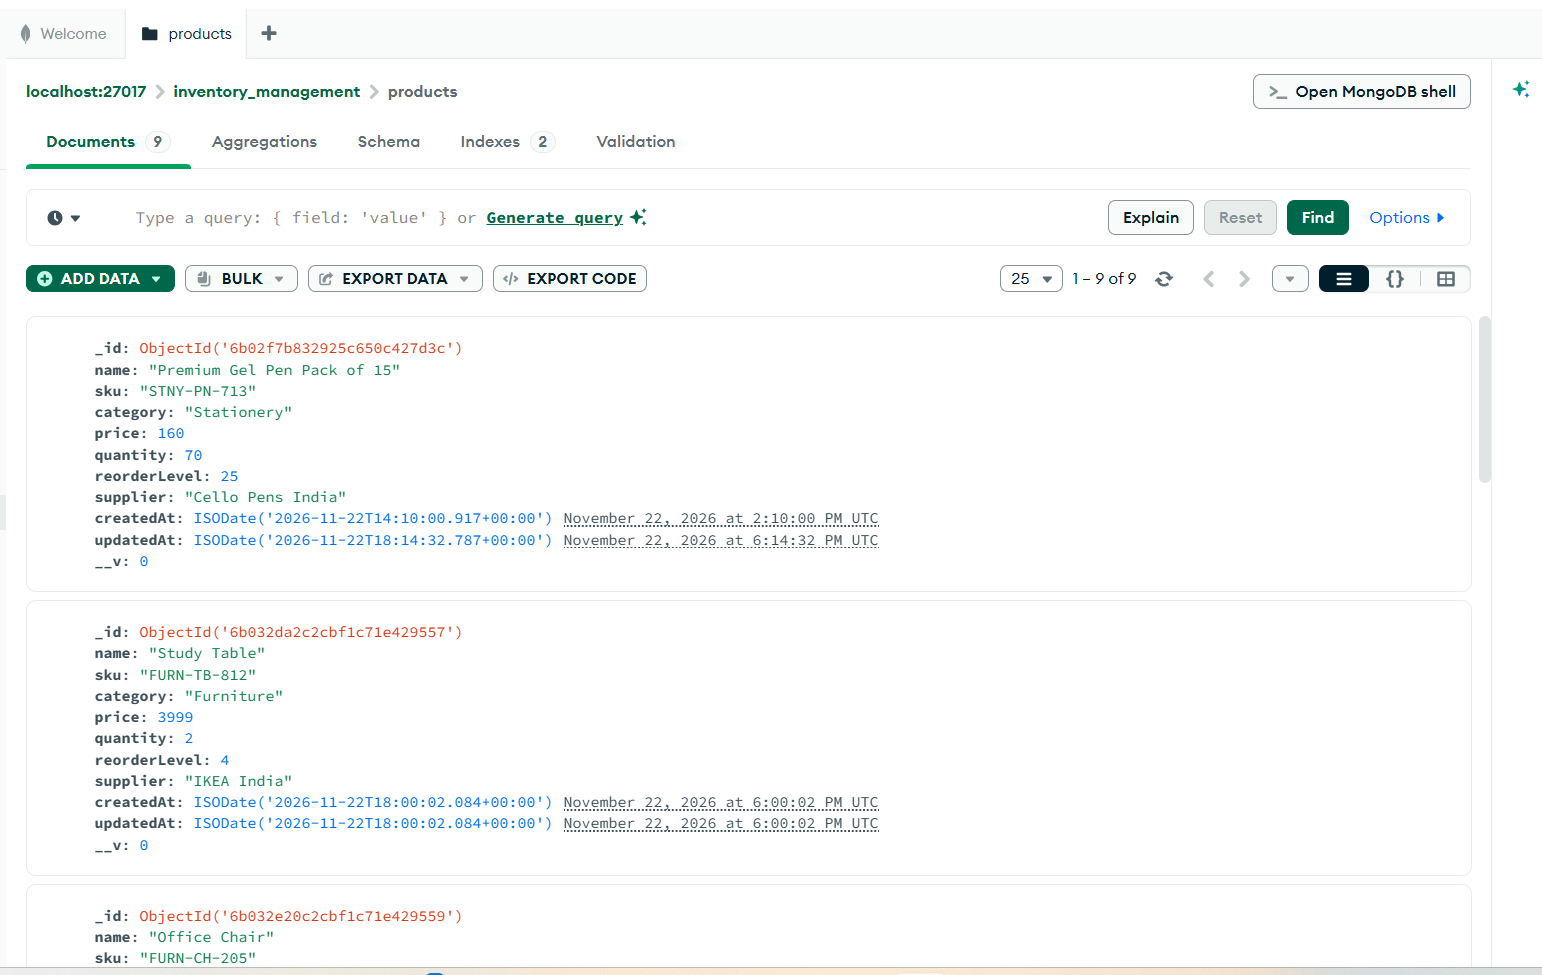 Welcome
products
localhost:27017 > inventory_management > products
>_ Open MongoDB shell
Documents 9
Aggregations
Schema
Indexes 2
Validation
Type a query: { field: 'value' } or Generate query
Explain
Reset
Find
Options
ADD DATA
BULK
EXPORT DATA
</> EXPORT CODE
25
1 – 9 of 9
{}
_id: ObjectId('6b02f7b832925c650c427d3c')
name: "Premium Gel Pen Pack of 15"
sku: "STNY-PN-713"
category: "Stationery"
price: 160
quantity: 70
reorderLevel: 25
supplier: "Cello Pens India"
createdAt: ISODate('2026-11-22T14:10:00.917+00:00') November 22, 2026 at 2:10:00 PM UTC
updatedAt: ISODate('2026-11-22T18:14:32.787+00:00') November 22, 2026 at 6:14:32 PM UTC
__v: 0
_id: ObjectId('6b032da2c2cbf1c71e429557')
name: "Study Table"
sku: "FURN-TB-812"
category: "Furniture"
price: 3999
quantity: 2
reorderLevel: 4
supplier: "IKEA India"
createdAt: ISODate('2026-11-22T18:00:02.084+00:00') November 22, 2026 at 6:00:02 PM UTC
updatedAt: ISODate('2026-11-22T18:00:02.084+00:00') November 22, 2026 at 6:00:02 PM UTC
__v: 0
_id: ObjectId('6b032e20c2cbf1c71e429559')
name: "Office Chair"
sku: "FURN-CH-205"